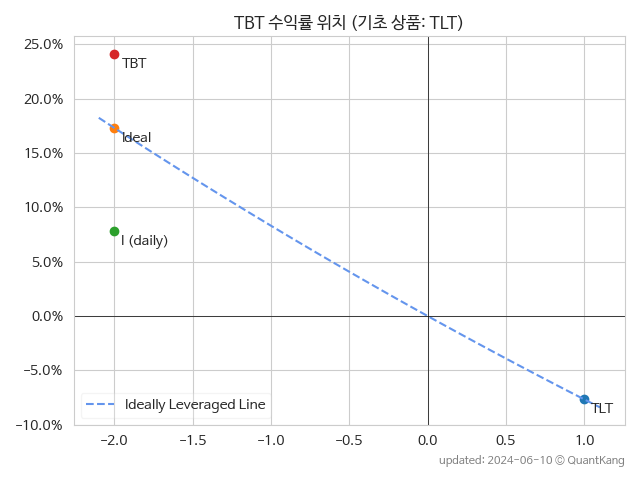 TBT 수익률 위치 (기초 상품: TLT)
25.0%
20.0%
15.0%
10.0%
5.0%
0.0%
−5.0%
−10.0%
TBT
Ideal
I (daily)
TLT
Ideally Leveraged Line
−2.0 −1.5 −1.0 −0.5 0.0 0.5 1.0
updated: 2024-06-10 © QuantKang